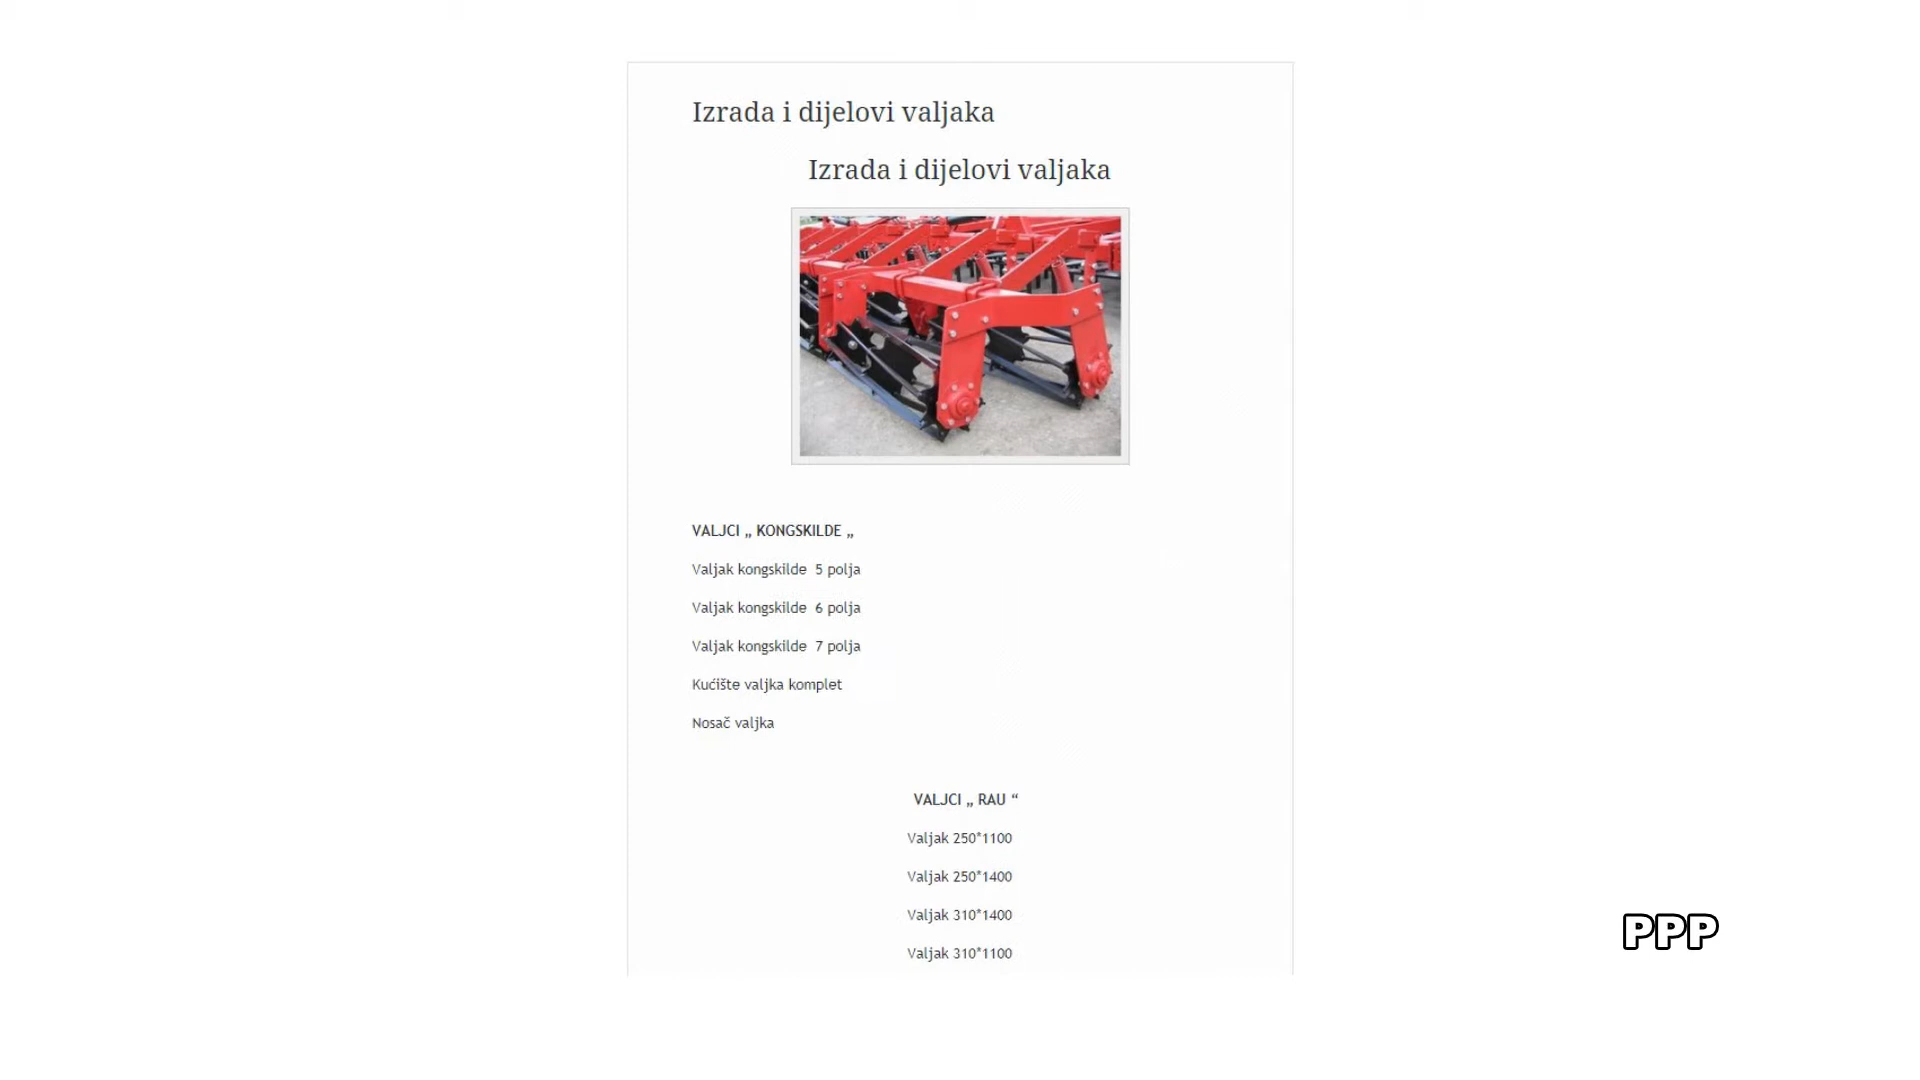 Izrada i dijelovi valjaka
Izrada i dijelovi valjaka
VALJCI „ KONGSKILDE „
Valjak kongskilde  5 polja
Valjak kongskilde  6 polja
Valjak kongskilde  7 polja
Kućište valjka komplet
Nosač valjka
VALJCI „ RAU “
Valjak 250*1100
Valjak 250*1400
Valjak 310*1400
Valjak 310*1100
PPP